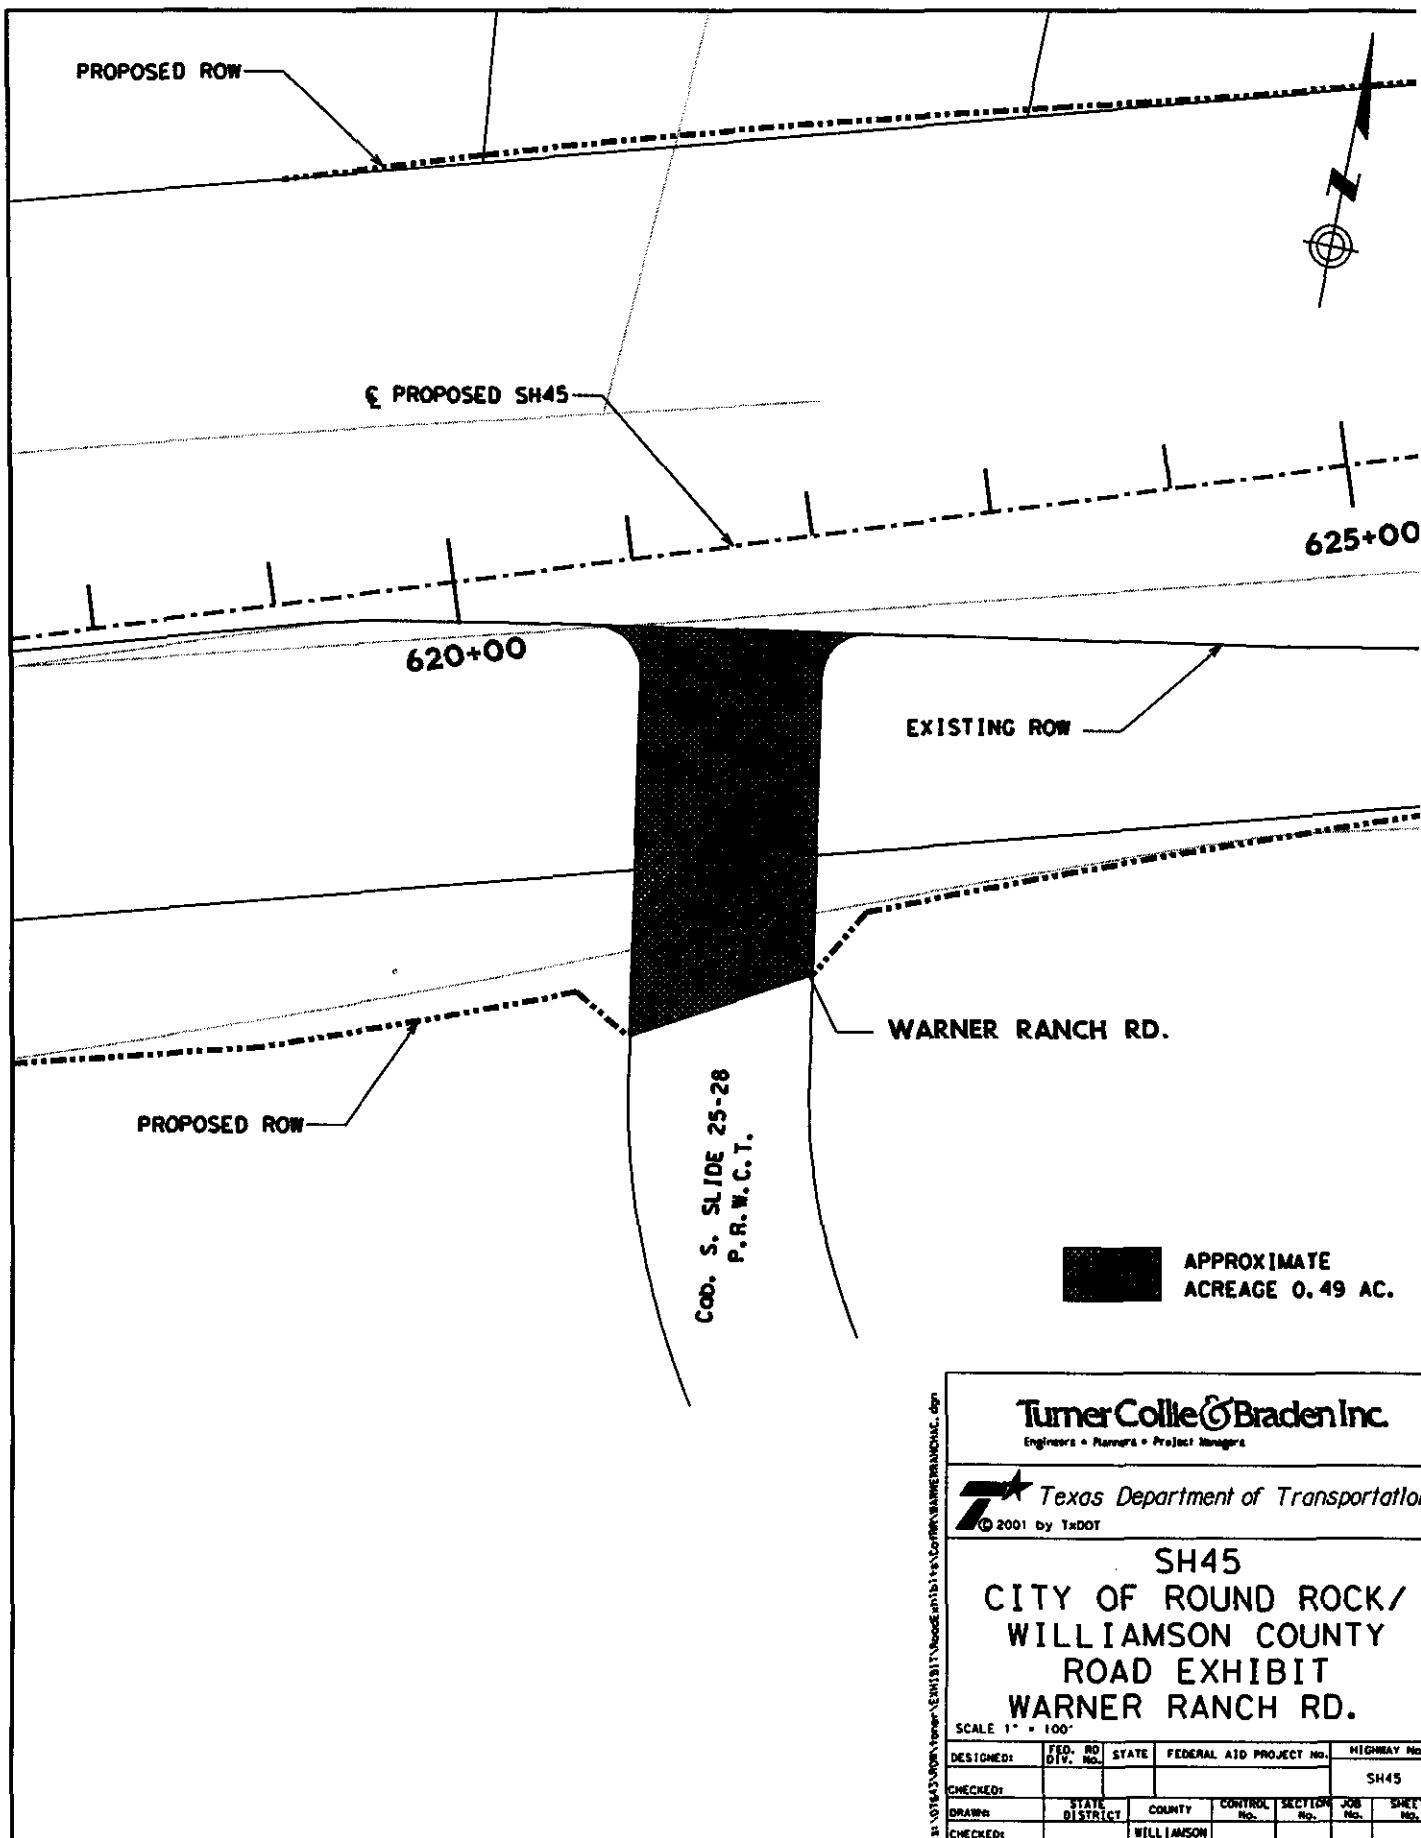 PROPOSED ROW
N
℄ PROPOSED SH45
625+00
620+00
EXISTING ROW
WARNER RANCH RD.
PROPOSED ROW
Cab. S. SLIDE 25-28
P.R.W.C.T.
APPROXIMATE
ACREAGE 0.49 AC.
Turner Collie & Braden Inc.
Engineers • Planners • Project Managers
Texas Department of Transportation
© 2001 by TxDOT
SH45
CITY OF ROUND ROCK/
WILLIAMSON COUNTY
ROAD EXHIBIT
WARNER RANCH RD.
SCALE 1" = 100'
DESIGNED: FED. RD DIV. No. STATE FEDERAL AID PROJECT No. HIGHWAY No
CHECKED: SH45
DRAWN: STATE DISTRICT COUNTY CONTROL No. SECTION No. JOB No. SHEET No.
CHECKED: WILLIAMSON